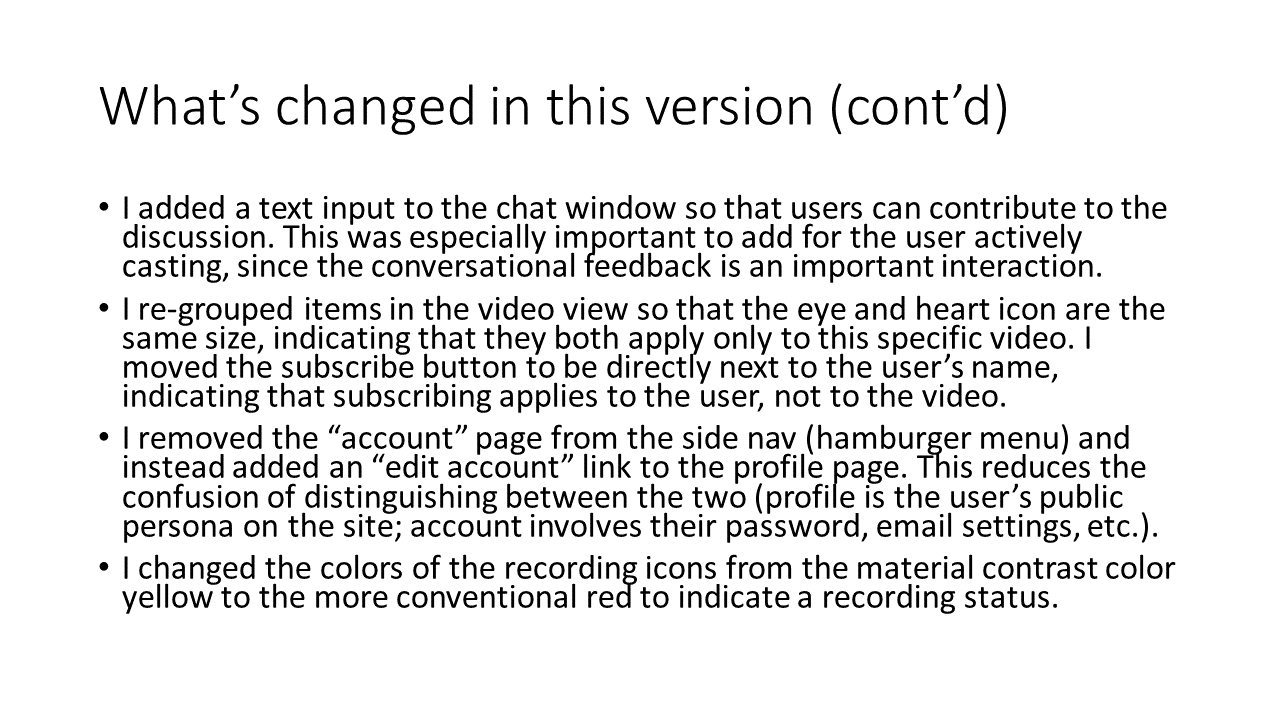 What’s changed in this version (cont’d)
• I added a text input to the chat window so that users can contribute to the
discussion. This was especially important to add for the user actively
casting, since the conversational feedback is an important interaction.
• I re-grouped items in the video view so that the eye and heart icon are the
same size, indicating that they both apply only to this specific video. I
moved the subscribe button to be directly next to the user’s name,
indicating that subscribing applies to the user, not to the video.
• I removed the “account” page from the side nav (hamburger menu) and
instead added an “edit account” link to the profile page. This reduces the
confusion of distinguishing between the two (profile is the user’s public
persona on the site; account involves their password, email settings, etc.).
• I changed the colors of the recording icons from the material contrast color
yellow to the more conventional red to indicate a recording status.